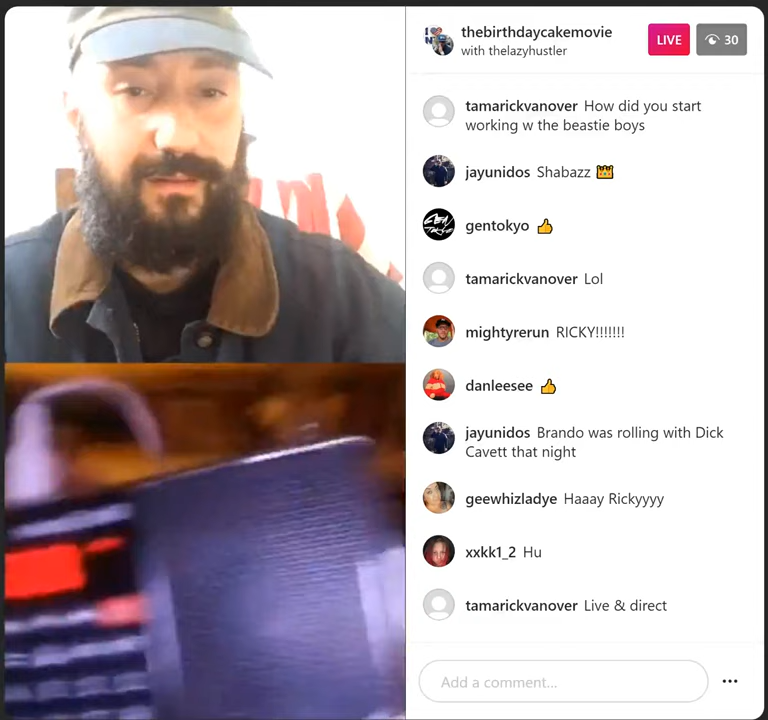 thebirthdaycakemovie
with thelazyhustler
LIVE
30
tamarickvanover How did you start
working w the beastie boys
jayunidos Shabazz 👑
gentokyo 👍
tamarickvanover Lol
mightyrerun RICKY!!!!!!!
danleesee 👍
jayunidos Brando was rolling with Dick
Cavett that night
geewhizladye Haaay Rickyyyy
xxkk1_2 Hu
tamarickvanover Live & direct
Add a comment...